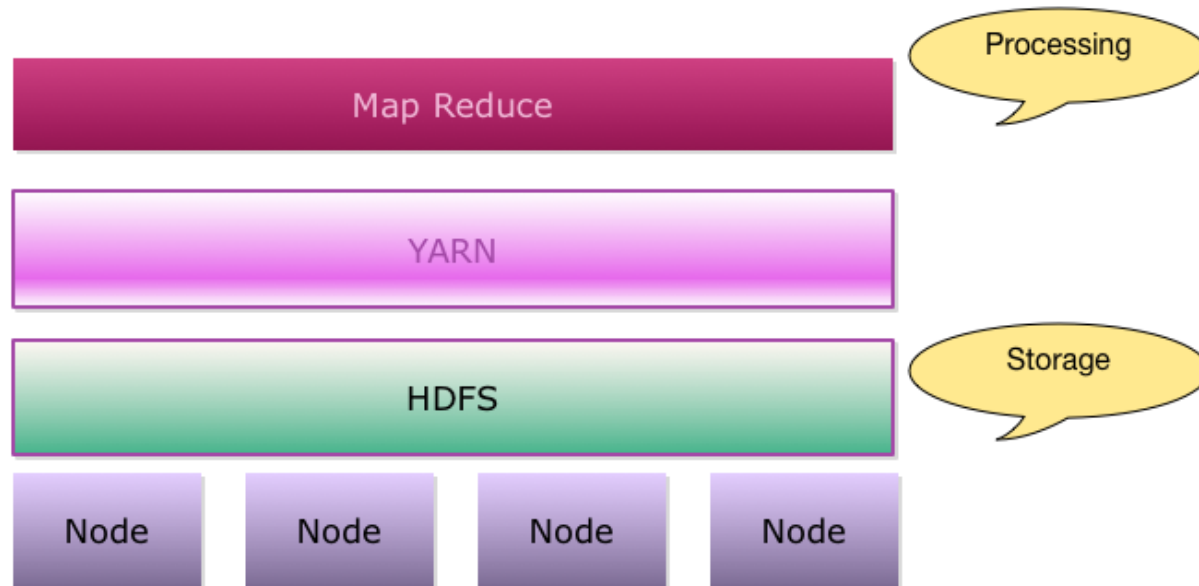 Processing
Map Reduce
YARN
Storage
HDFS
Node Node Node Node